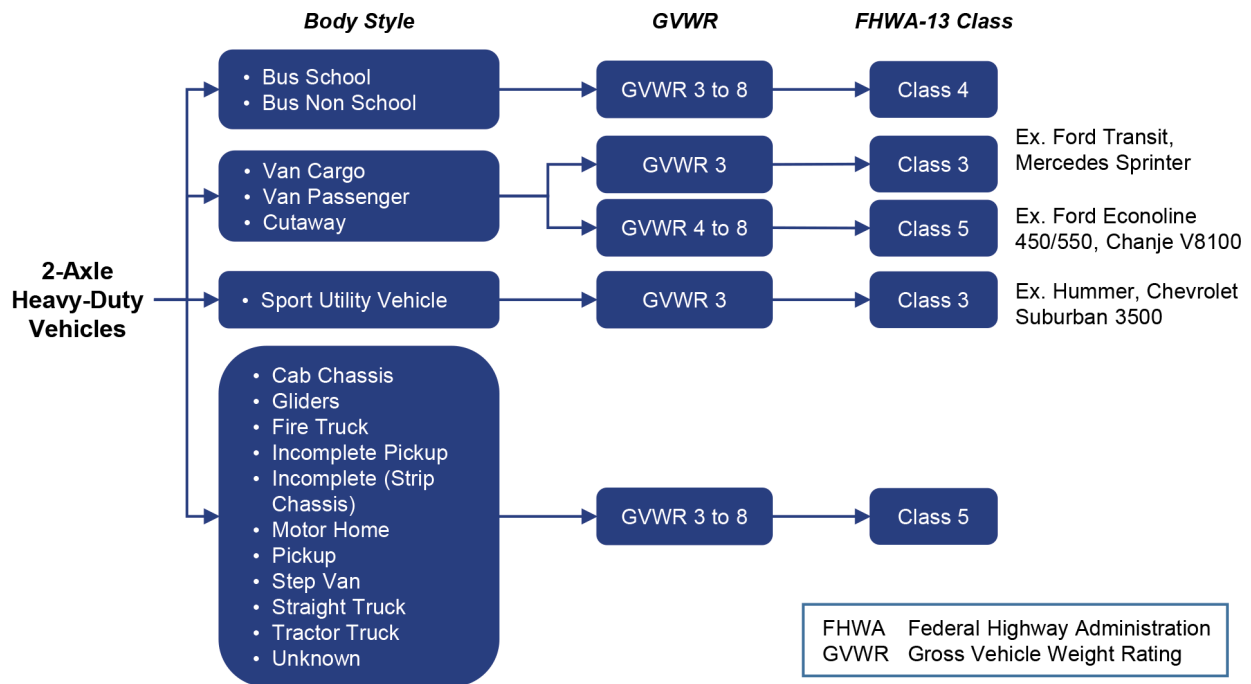 Body Style
GVWR
FHWA-13 Class
2-Axle
Heavy-Duty
Vehicles
• Bus School
• Bus Non School
GVWR 3 to 8
Class 4
• Van Cargo
• Van Passenger
• Cutaway
GVWR 3
Class 3
Ex. Ford Transit,
Mercedes Sprinter
GVWR 4 to 8
Class 5
Ex. Ford Econoline
450/550, Chanje V8100
• Sport Utility Vehicle
GVWR 3
Class 3
Ex. Hummer, Chevrolet
Suburban 3500
• Cab Chassis
• Gliders
• Fire Truck
• Incomplete Pickup
• Incomplete (Strip
Chassis)
• Motor Home
• Pickup
• Step Van
• Straight Truck
• Tractor Truck
• Unknown
GVWR 3 to 8
Class 5
FHWA Federal Highway Administration
GVWR Gross Vehicle Weight Rating